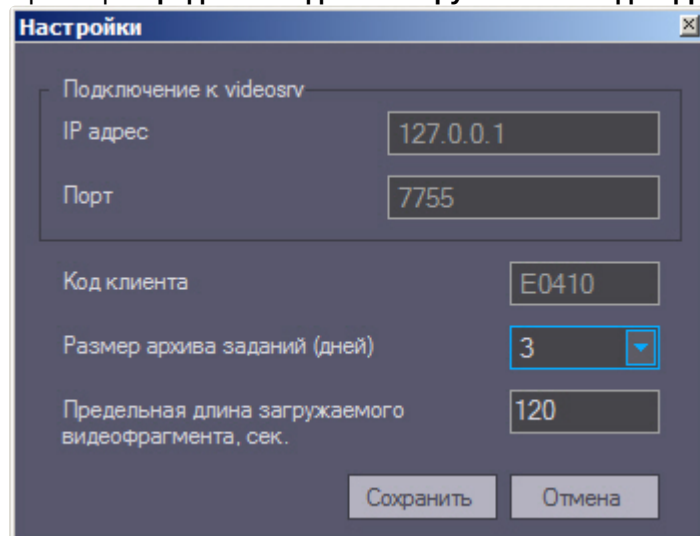 Настройки
Подключение к videosrv
IP адрес
127.0.0.1
Порт
7755
Код клиента
E0410
Размер архива заданий (дней)
3
Предельная длина загружаемого
видеофрагмента, сек.
120
Сохранить
Отмена